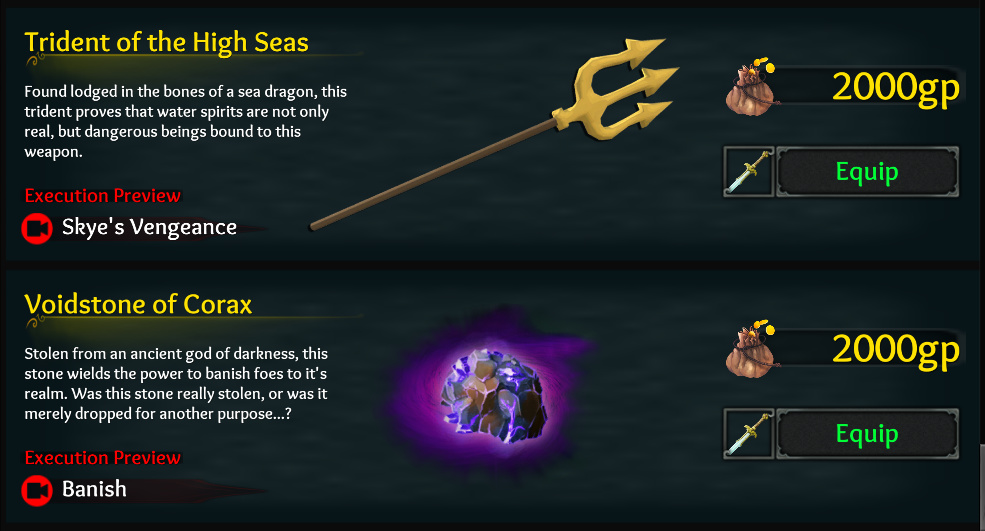 Trident of the High Seas
Found lodged in the bones of a sea dragon, this
trident proves that water spirits are not only
real, but dangerous beings bound to this
weapon.
Execution Preview
Skye's Vengeance
2000gp
Equip
Voidstone of Corax
Stolen from an ancient god of darkness, this
stone wields the power to banish foes to it's
realm. Was this stone really stolen, or was it
merely dropped for another purpose...?
Execution Preview
Banish
2000gp
Equip